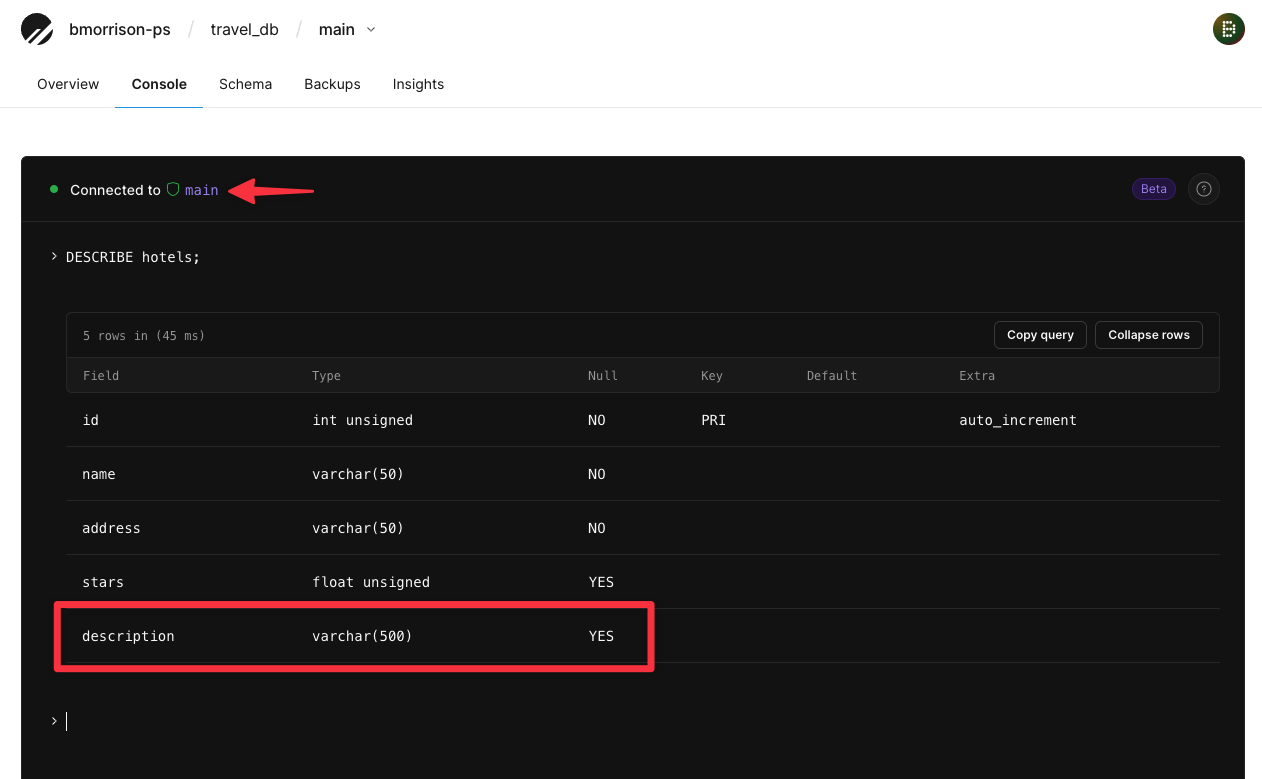 bmorrison-ps / travel_db / main
Overview Console Schema Backups Insights
Connected to main Beta ?
> DESCRIBE hotels;
5 rows in (45 ms) Copy query Collapse rows
Field Type Null Key Default Extra
id int unsigned NO PRI auto_increment
name varchar(50) NO
address varchar(50) NO
stars float unsigned YES
description varchar(500) YES
>